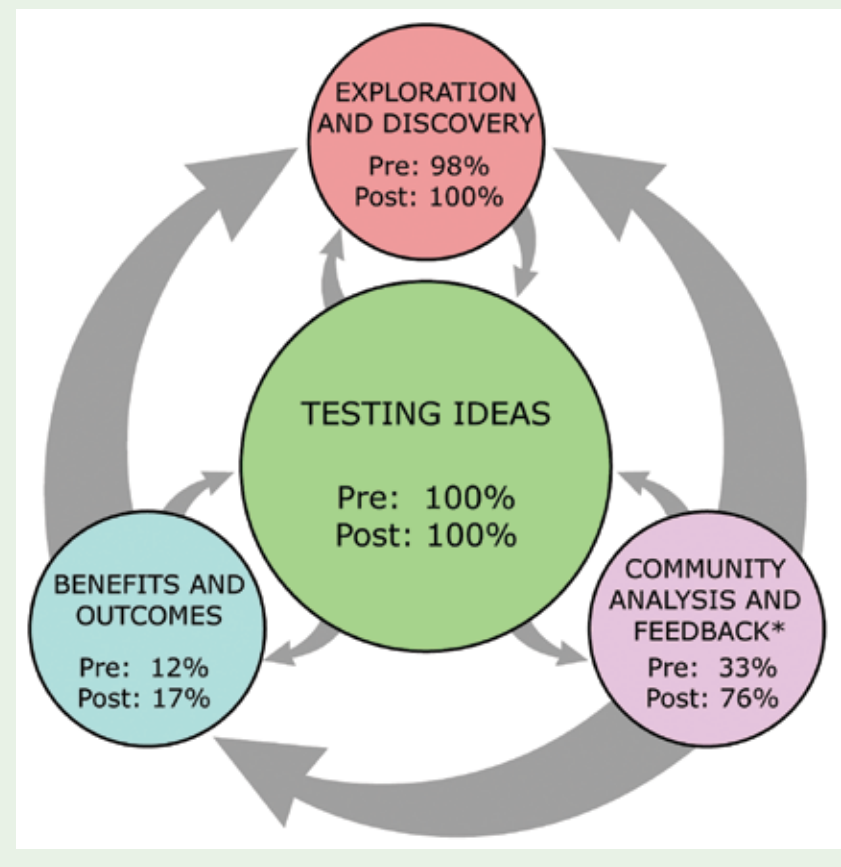 EXPLORATION
AND DISCOVERY
Pre: 98%
Post: 100%
TESTING IDEAS
Pre: 100%
Post: 100%
BENEFITS AND
OUTCOMES
Pre: 12%
Post: 17%
COMMUNITY
ANALYSIS AND
FEEDBACK*
Pre: 33%
Post: 76%